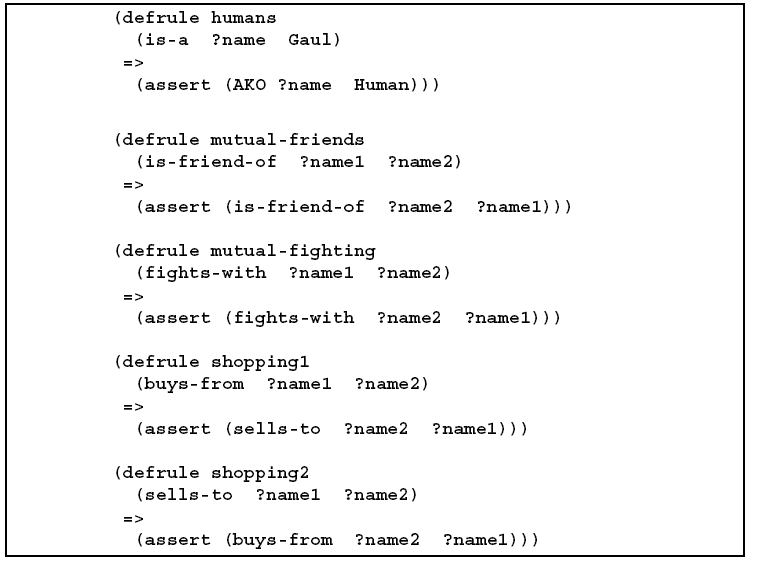 (defrule humans
(is-a ?name Gaul)
=>
(assert (AKO ?name Human)))
(defrule mutual-friends
(is-friend-of ?name1 ?name2)
=>
(assert (is-friend-of ?name2 ?name1)))
(defrule mutual-fighting
(fights-with ?name1 ?name2)
=>
(assert (fights-with ?name2 ?name1)))
(defrule shopping1
(buys-from ?name1 ?name2)
=>
(assert (sells-to ?name2 ?name1)))
(defrule shopping2
(sells-to ?name1 ?name2)
=>
(assert (buys-from ?name2 ?name1)))